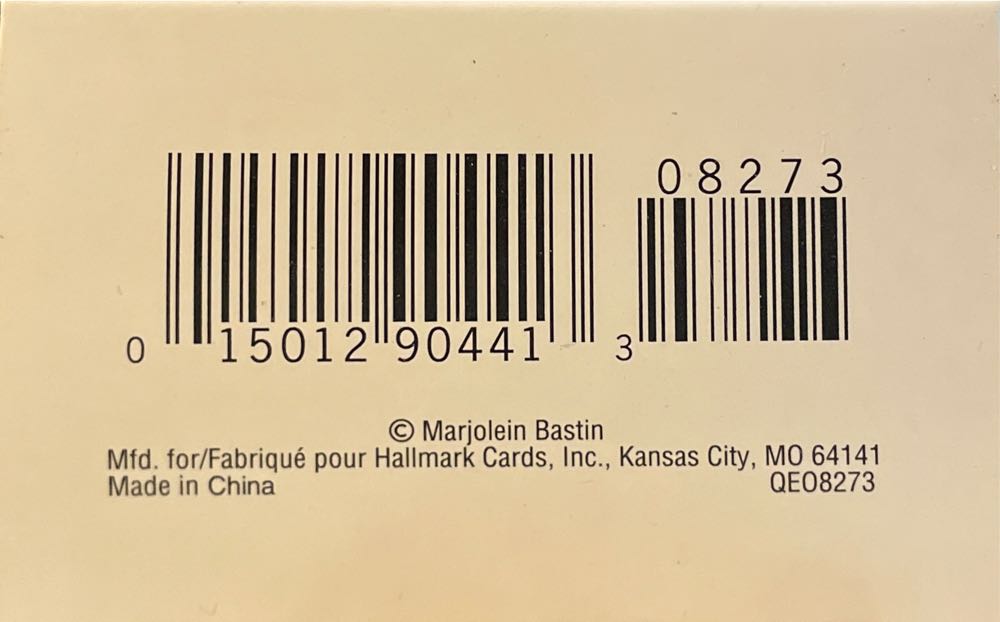 08273
0 15012 90441 3
© Marjolein Bastin
Mfd. for/Fabriqué pour Hallmark Cards, Inc., Kansas City, MO 64141
Made in China QEO8273